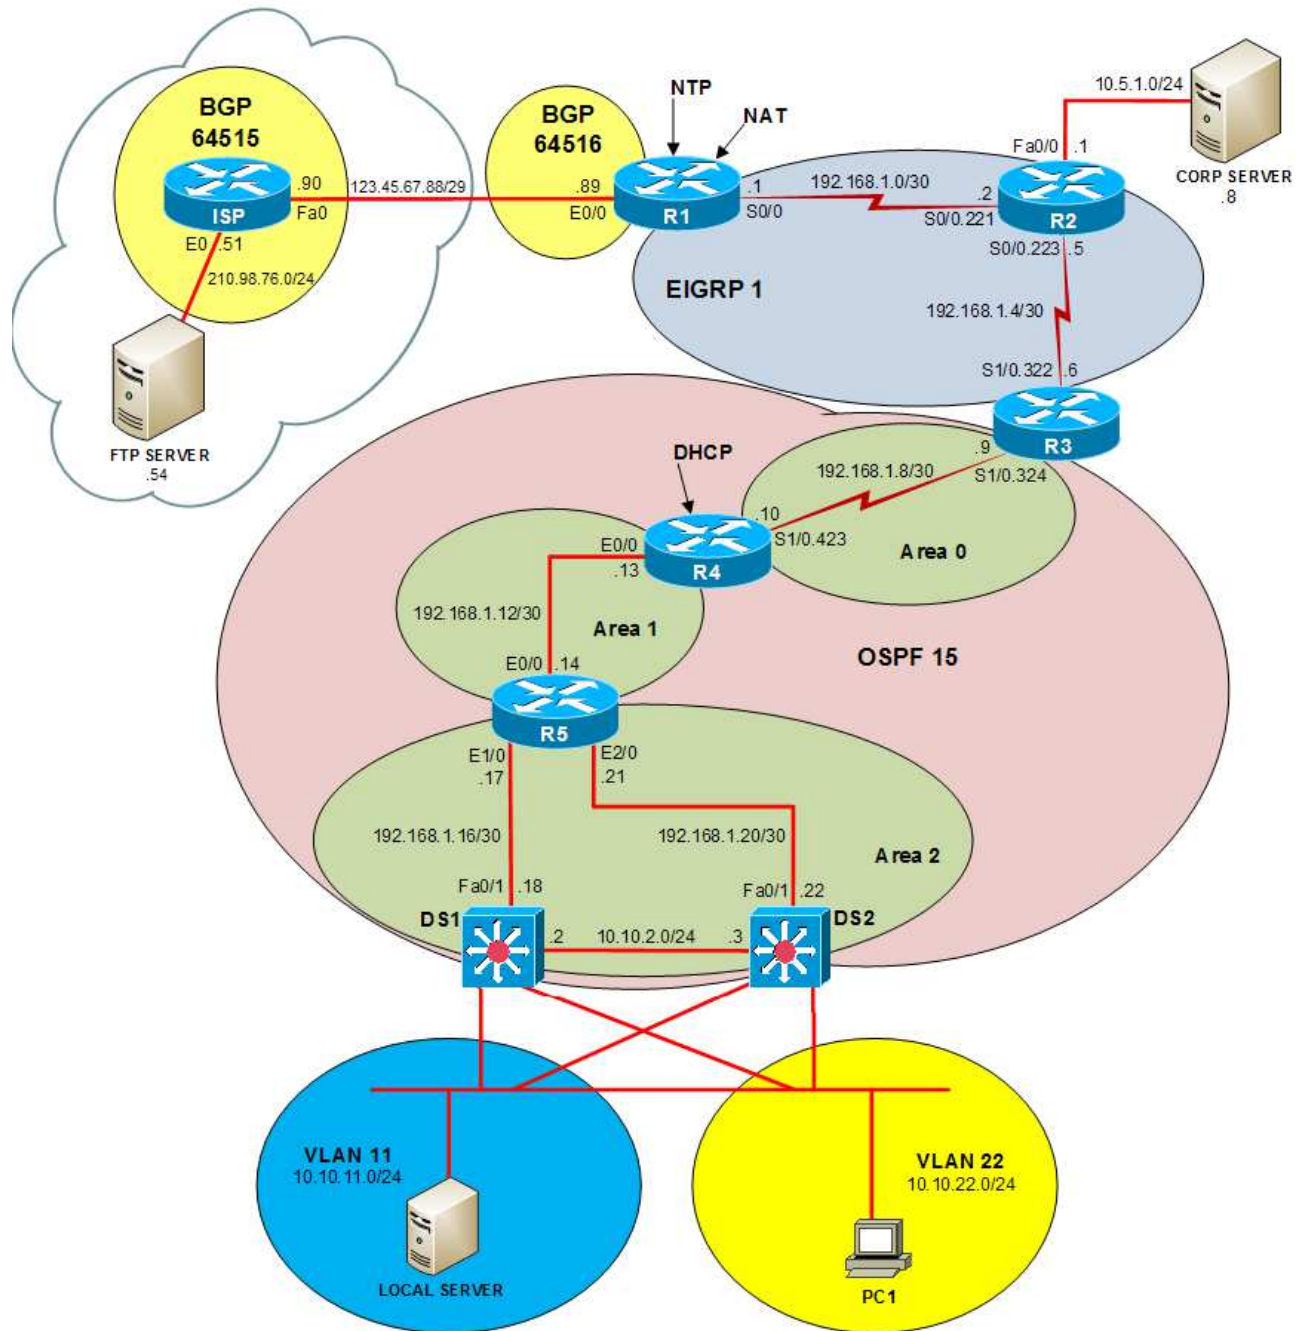 BGP
64515
ISP
.90
Fa0
E0
.51
210.98.76.0/24
FTP SERVER
.54
123.45.67.88/29
BGP
64516
.89
E0/0
NTP
NAT
R1
.1
S0/0
192.168.1.0/30
.2
S0/0.221
10.5.1.0/24
Fa0/0
.1
R2
CORP SERVER
.8
S0/0.223
.5
EIGRP 1
192.168.1.4/30
S1/0.322
.6
R3
.9
S1/0.324
192.168.1.8/30
DHCP
.10
S1/0.423
Area 0
R4
E0/0
.13
192.168.1.12/30
Area 1
OSPF 15
E0/0
.14
R5
E1/0
.17
E2/0
.21
192.168.1.16/30
192.168.1.20/30
Area 2
Fa0/1
.18
Fa0/1
.22
DS1
DS2
.2
10.10.2.0/24
.3
VLAN 11
10.10.11.0/24
LOCAL SERVER
VLAN 22
10.10.22.0/24
PC1